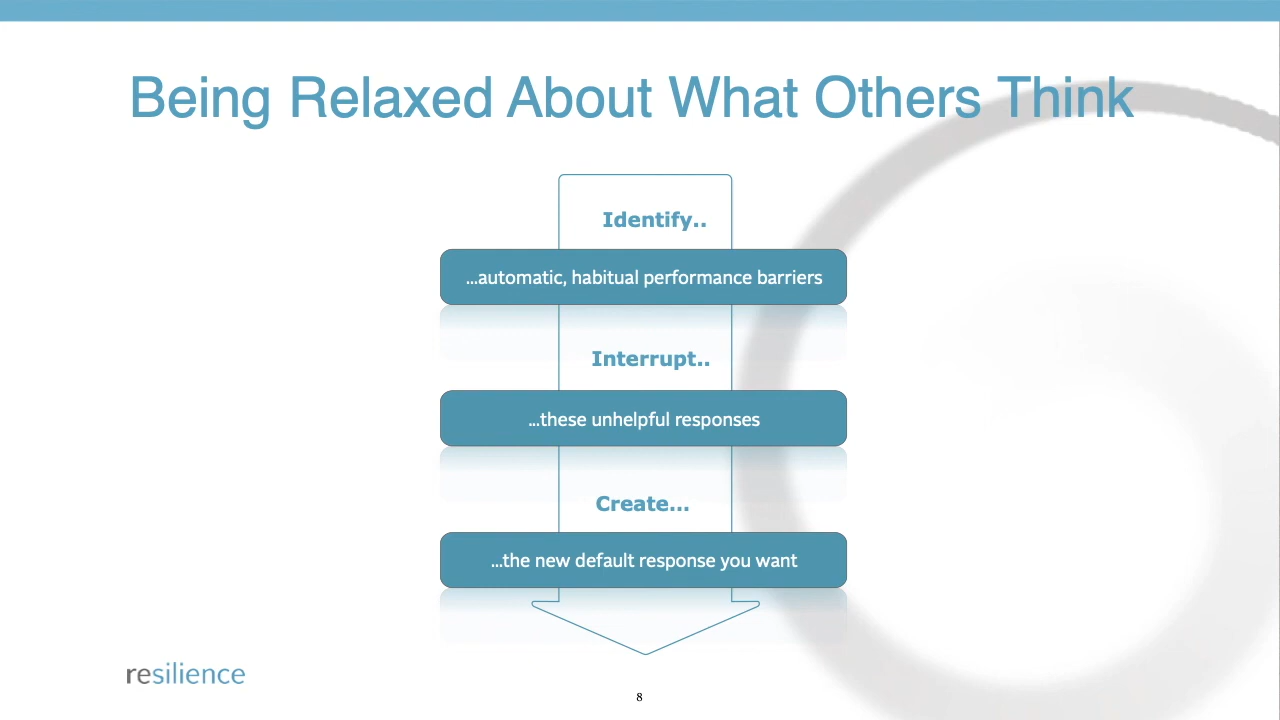 Being Relaxed About What Others Think
Identify..
...automatic, habitual performance barriers
Interrupt..
...these unhelpful responses
Create...
...the new default response you want
resilience
8